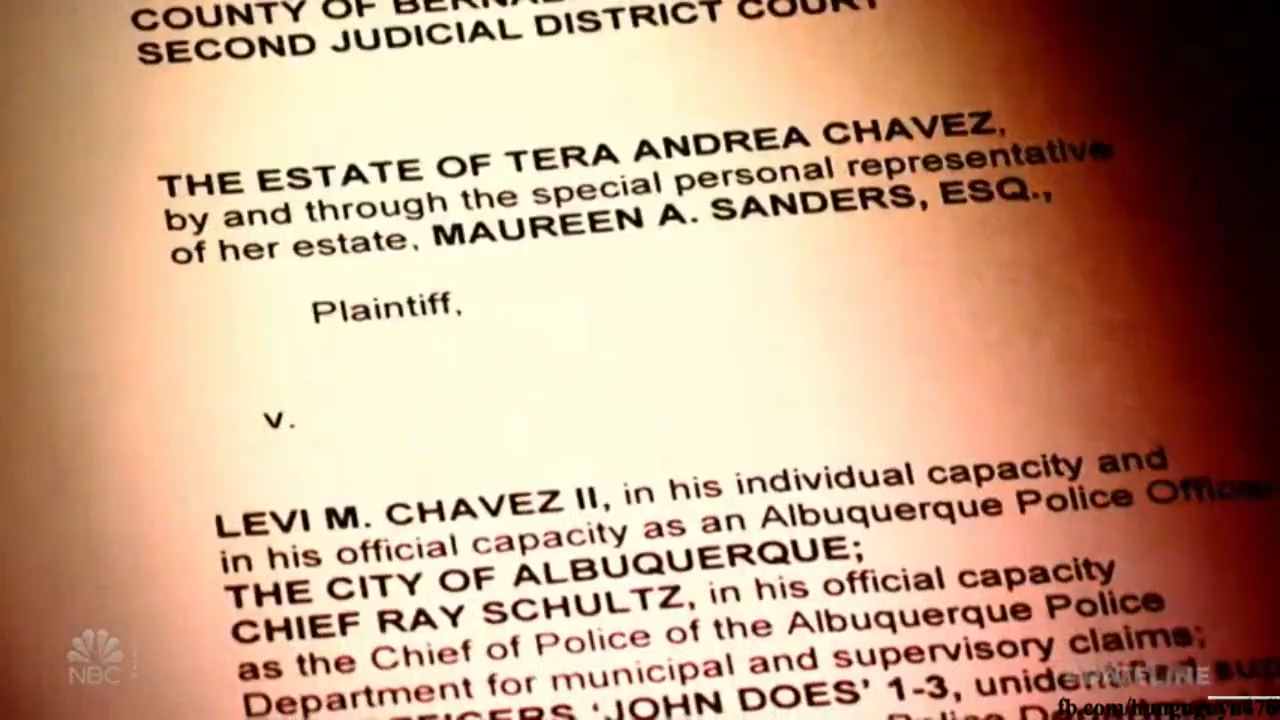 COUNTY OF
SECOND JUDICIAL DISTRICT COURT
THE ESTATE OF TERA ANDREA CHAVEZ,
by and through the special personal representative
of her estate, MAUREEN A. SANDERS, ESQ.,
Plaintiff,
v.
LEVI M. CHAVEZ II, in his individual capacity and
in his official capacity as an Albuquerque Police
THE CITY OF ALBUQUERQUE;
CHIEF RAY SCHULTZ, in his official capacity
as the Chief of Police of the Albuquerque Police
Department for municipal and supervisory claims;
'JOHN DOES' 1-3,
NBC